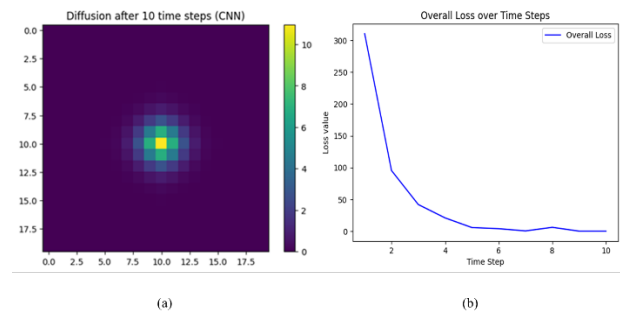 Diffusion after 10 time steps (CNN)
0.0
2.5
5.0
7.5
10.0
12.5
15.0
17.5
0.0 2.5 5.0 7.5 10.0 12.5 15.0 17.5
10
8
6
4
2
0
(a)
Overall Loss over Time Steps
Overall Loss
Loss value
300
250
200
150
100
50
0
2 4 6 8 10
Time Step
(b)